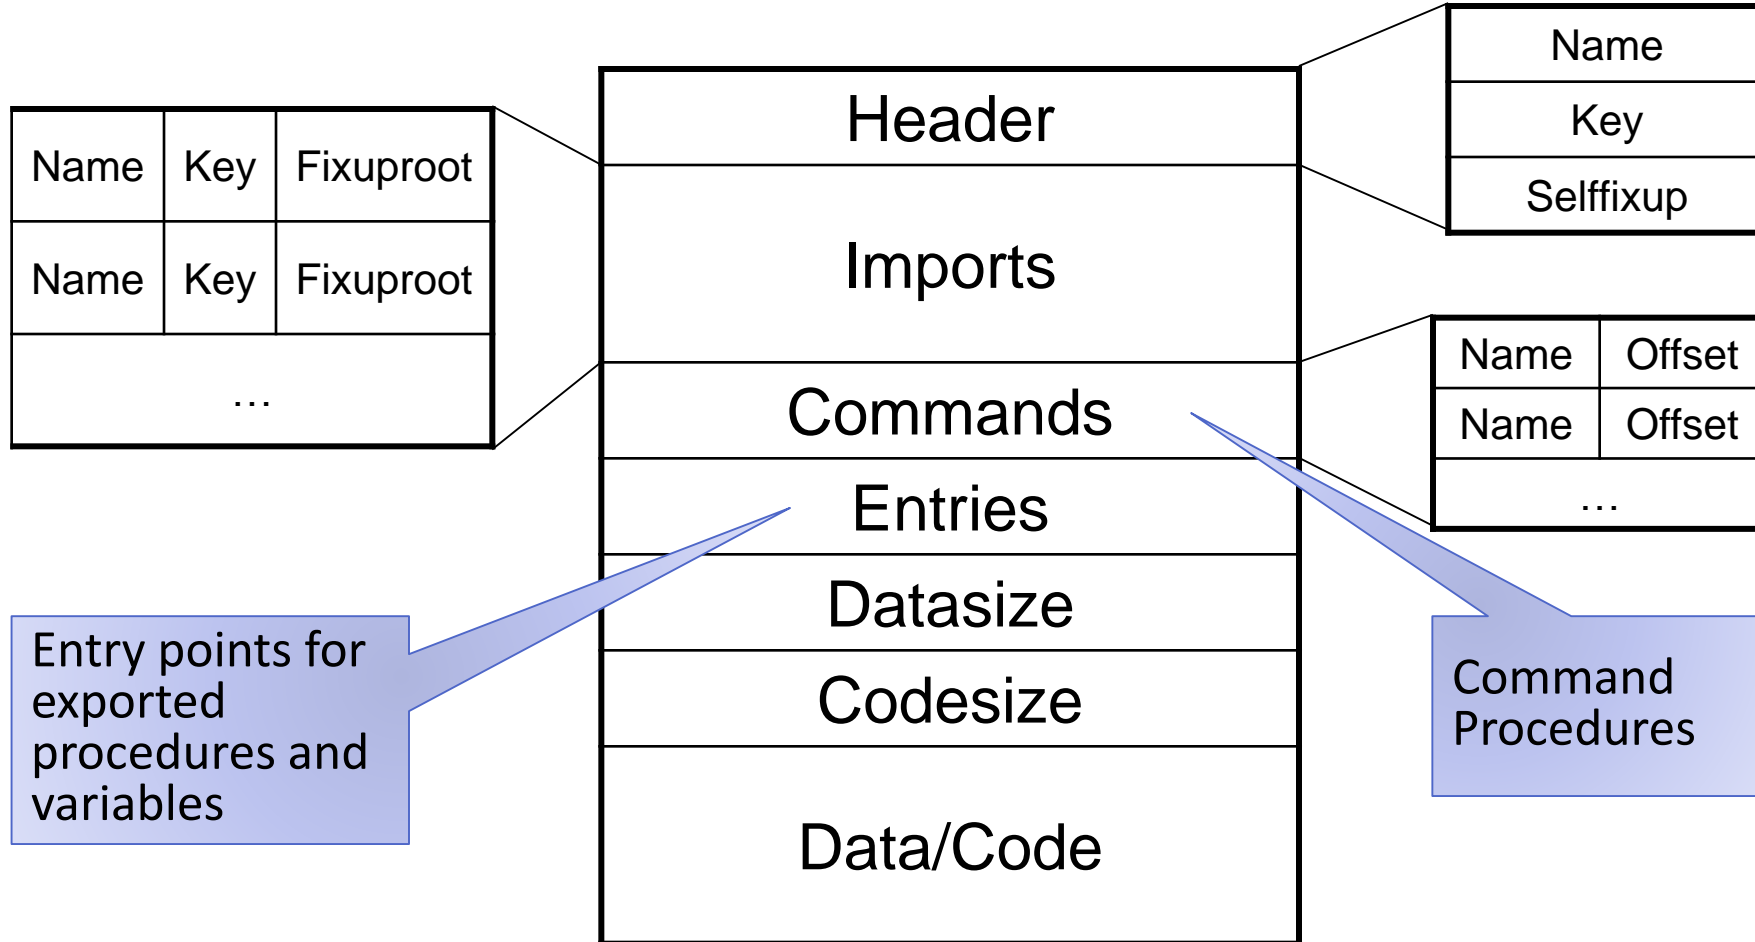 Name Key Fixuproot
Name Key Fixuproot
…
Header
Imports
Commands
Entries
Datasize
Codesize
Data/Code
Name
Key
Selffixup
Name Offset
Name Offset
…
Entry points for
exported
procedures and
variables
Command
Procedures